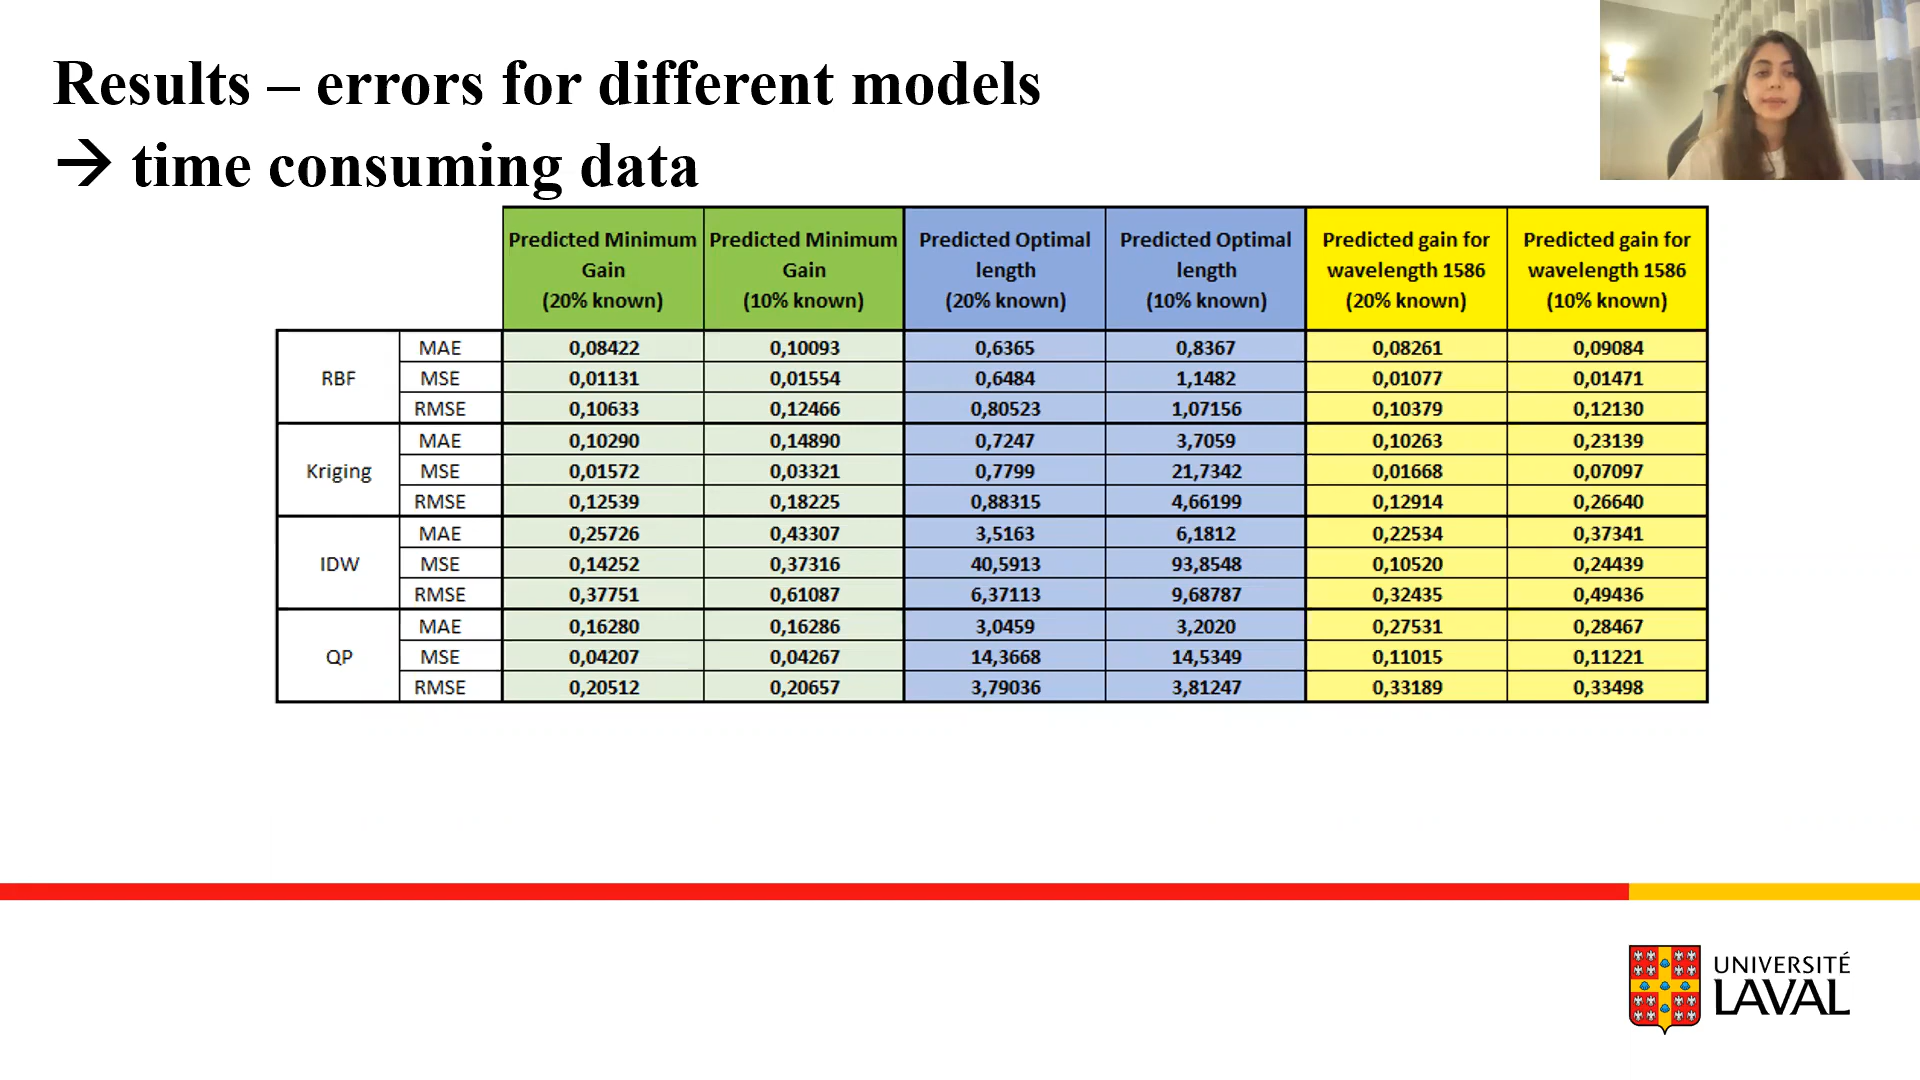 Results – errors for different models
→ time consuming data
Predicted Minimum Gain (20% known) Predicted Minimum Gain (10% known) Predicted Optimal length (20% known) Predicted Optimal length (10% known) Predicted gain for wavelength 1586 (20% known) Predicted gain for wavelength 1586 (10% known)
RBF
MAE 0,08422 0,10093 0,6365 0,8367 0,08261 0,09084
MSE 0,01131 0,01554 0,6484 1,1482 0,01077 0,01471
RMSE 0,10633 0,12466 0,80523 1,07156 0,10379 0,12130
Kriging
MAE 0,10290 0,14890 0,7247 3,7059 0,10263 0,23139
MSE 0,01572 0,03321 0,7799 21,7342 0,01668 0,07097
RMSE 0,12539 0,18225 0,88315 4,66199 0,12914 0,26640
IDW
MAE 0,25726 0,43307 3,5163 6,1812 0,22534 0,37341
MSE 0,14252 0,37316 40,5913 93,8548 0,10520 0,24439
RMSE 0,37751 0,61087 6,37113 9,68787 0,32435 0,49436
QP
MAE 0,16280 0,16286 3,0459 3,2020 0,27531 0,28467
MSE 0,04207 0,04267 14,3668 14,5349 0,11015 0,11221
RMSE 0,20512 0,20657 3,79036 3,81247 0,33189 0,33498
UNIVERSITÉ
LAVAL